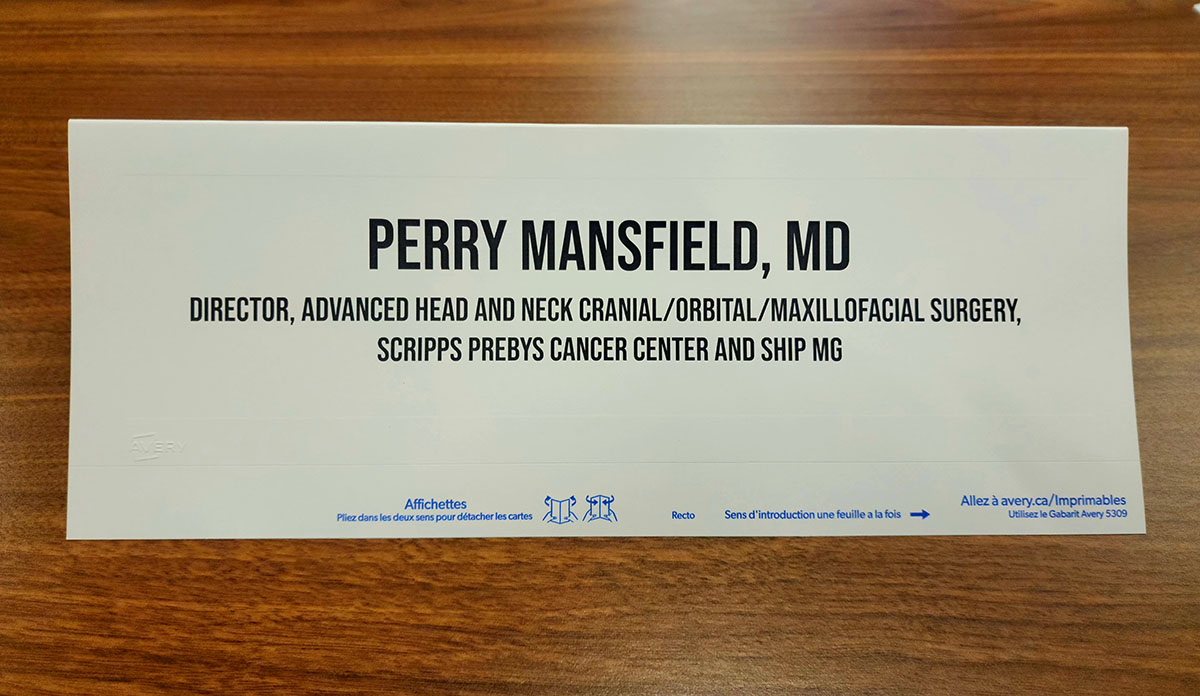 PERRY MANSFIELD, MD
DIRECTOR, ADVANCED HEAD AND NECK CRANIAL/ORBITAL/MAXILLOFACIAL SURGERY,
SCRIPPS PREBYS CANCER CENTER AND SHIP MG
AVERY
Affichettes
Pliez dans les deux sens pour détacher les cartes
Recto
Sens d'introduction une feuille a la fois
Allez à avery.ca/Imprimables
Utilisez le Gabarit Avery 5309